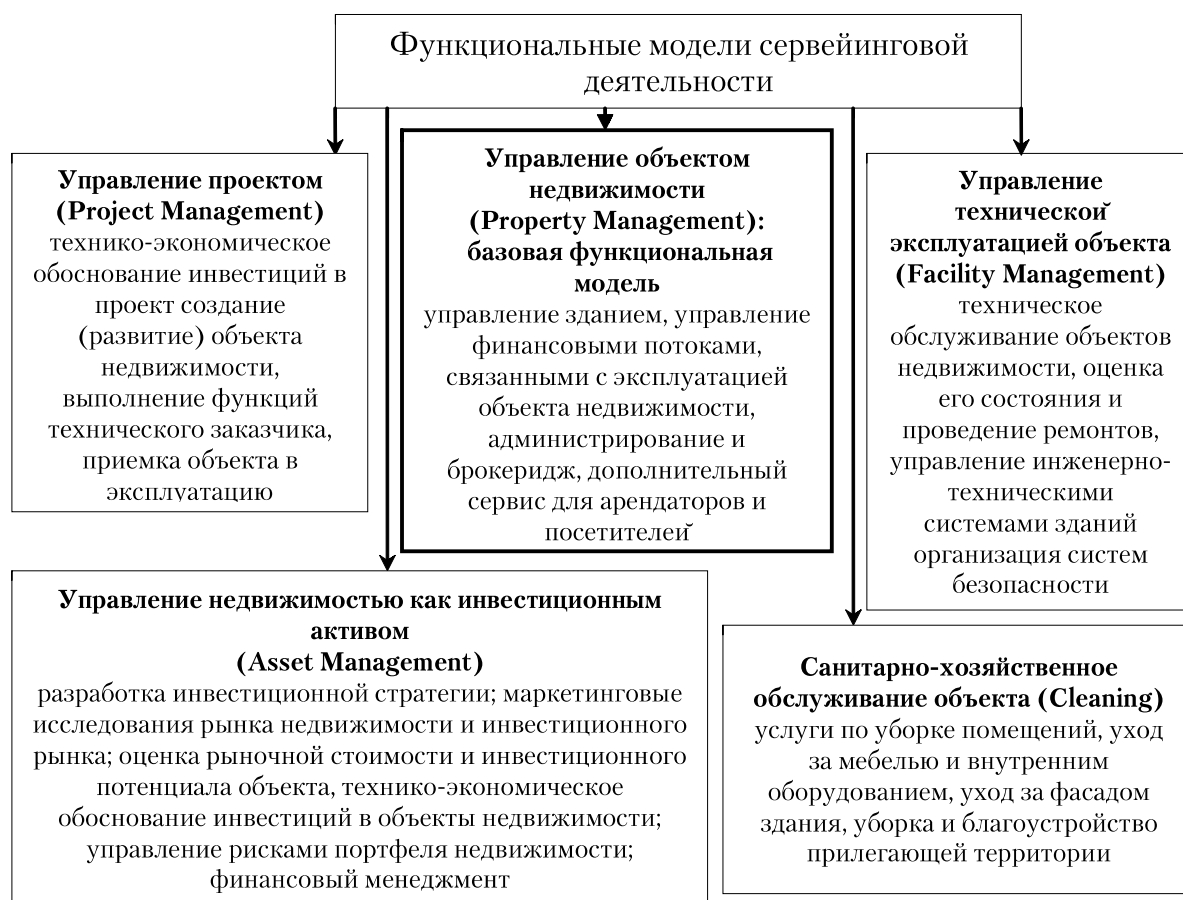 Функциональные модели сервейинговой
деятельности
Управление проектом
(Project Management)
технико-экономическое
обоснование инвестиций в
проект создание
(развитие) объекта
недвижимости,
выполнение функций
технического заказчика,
приемка объекта в
эксплуатацию
Управление объектом
недвижимости
(Property Management):
базовая функциональная
модель
управление зданием, управление
финансовыми потоками,
связанными с эксплуатацией
объекта недвижимости,
администрирование и
брокеридж, дополнительный
сервис для арендаторов и
посетителей
Управление
технической
эксплуатацией объекта
(Facility Management)
техническое
обслуживание объектов
недвижимости, оценка
его состояния и
проведение ремонтов,
управление инженерно-
техническими
системами зданий
организация систем
безопасности
Управление недвижимостью как инвестиционным
активом
(Asset Management)
разработка инвестиционной стратегии; маркетинговые
исследования рынка недвижимости и инвестиционного
рынка; оценка рыночной стоимости и инвестиционного
потенциала объекта, технико-экономическое
обоснование инвестиций в объекты недвижимости;
управление рисками портфеля недвижимости;
финансовый менеджмент
Санитарно-хозяйственное
обслуживание объекта (Cleaning)
услуги по уборке помещений, уход
за мебелью и внутренним
оборудованием, уход за фасадом
здания, уборка и благоустройство
прилегающей территории